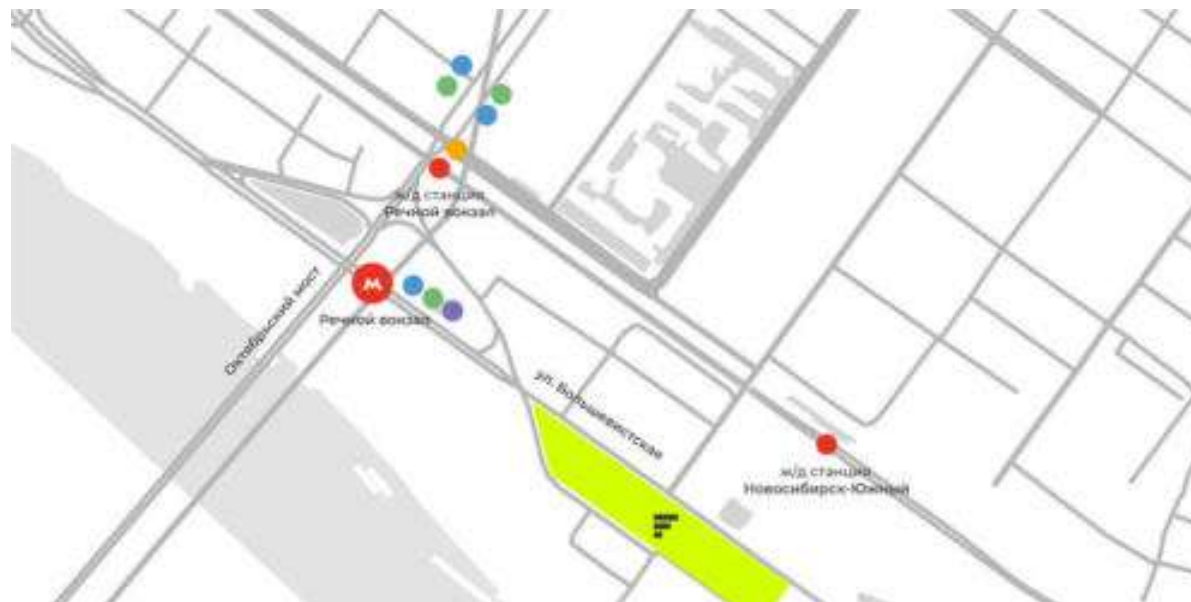 ж/д станция
Речной вокзал
Октябрьский мост
М
Речной вокзал
ул. Большевистская
ж/д станция
Новосибирск-Южный